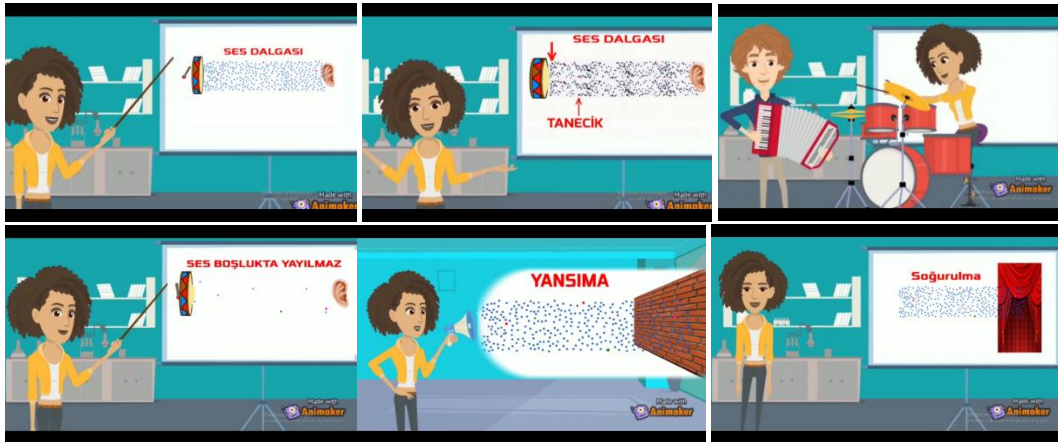 SES DALGASI
Made with
Animaker
SES DALGASI
TANECİK
Made with
Animaker
Made with
Animaker
SES BOŞLUKTA YAYILMAZ
Made with
Animaker
YANSIMA
Made with
Animaker
Soğurulma
Made with
Animaker